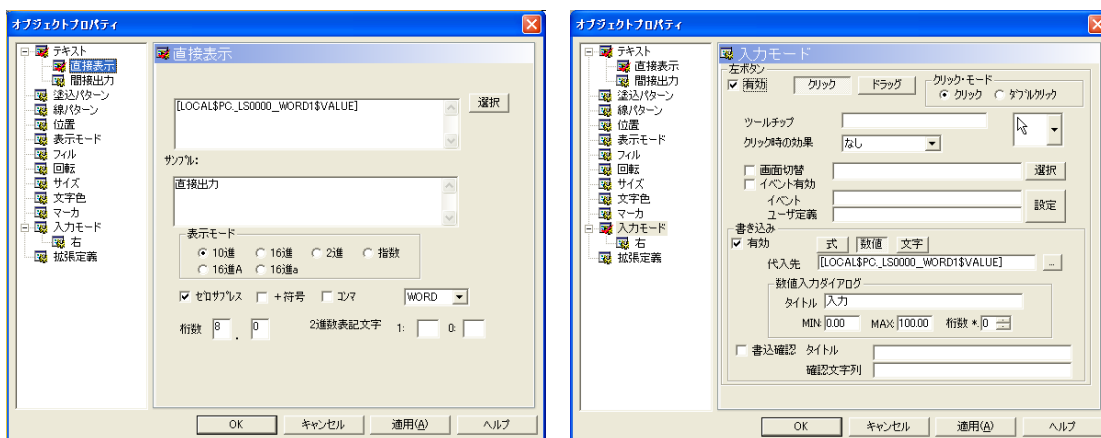 オブジェクトプロパティ
テキスト
直接表示
間接出力
塗込パターン
線パターン
位置
表示モード
フィル
回転
サイズ
文字色
マーカ
入力モード
右
拡張定義
直接表示
[LOCAL$PC._LS0000__WORD1$VALUE]
選択
サンプル:
直接出力
表示モード
10進 16進 2進 指数
16進A 16進a
ゼロサプレス +符号 コンマ WORD
桁数 8 . 0 2進数表記文字 1: 0:
OK キャンセル 適用(A) ヘルプ
オブジェクトプロパティ
テキスト
直接表示
間接出力
塗込パターン
線パターン
位置
表示モード
フィル
回転
サイズ
文字色
マーカ
入力モード
右
拡張定義
入力モード
左ボタン
有効 クリック ドラッグ クリック・モード
クリック ダブルクリック
ツールチップ
クリック時の効果 なし
画面切替 選択
イベント有効
イベント 設定
ユーザ定義
書き込み
有効 式 数値 文字
代入先 [LOCAL$PC._LS0000__WORD1$VALUE] ...
数値入力ダイアログ
タイトル 入力
MIN: 0.00 MAX: 100.00 桁数 *. 0
書込確認 タイトル
確認文字列
OK キャンセル 適用(A) ヘルプ